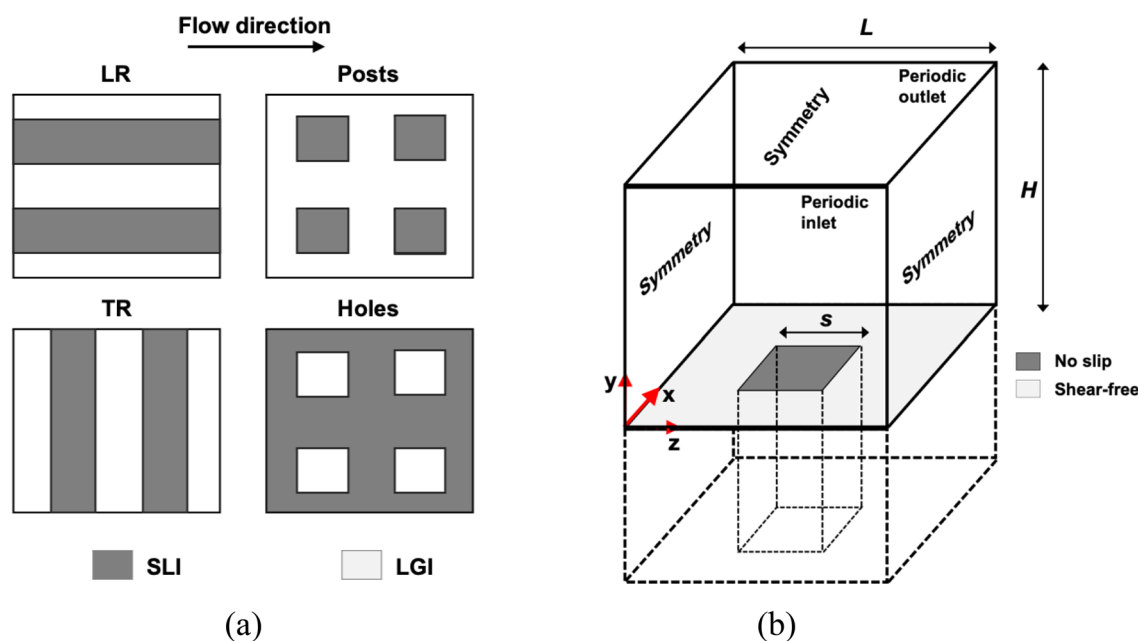 Flow direction
LR
Posts
TR
Holes
SLI
LGI
(a)
L
Periodic
outlet
Symmetry
H
Periodic
inlet
Symmetry
Symmetry
s
No slip
Shear-free
y
x
z
(b)